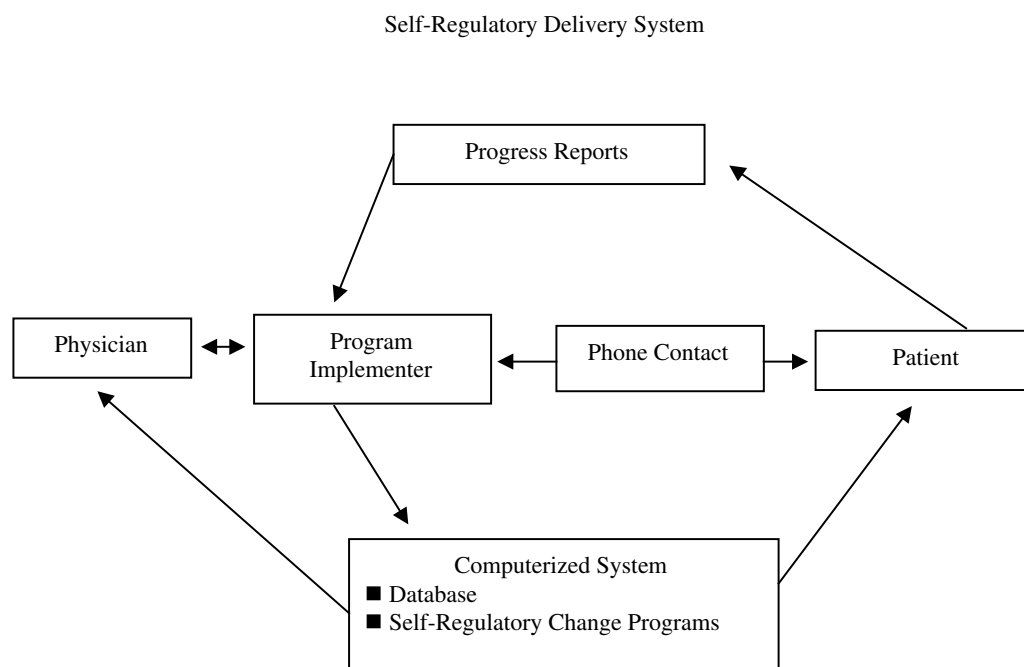 Self-Regulatory Delivery System
Progress Reports
Physician
Program
Implementer
Phone Contact
Patient
Computerized System
■ Database
■ Self-Regulatory Change Programs